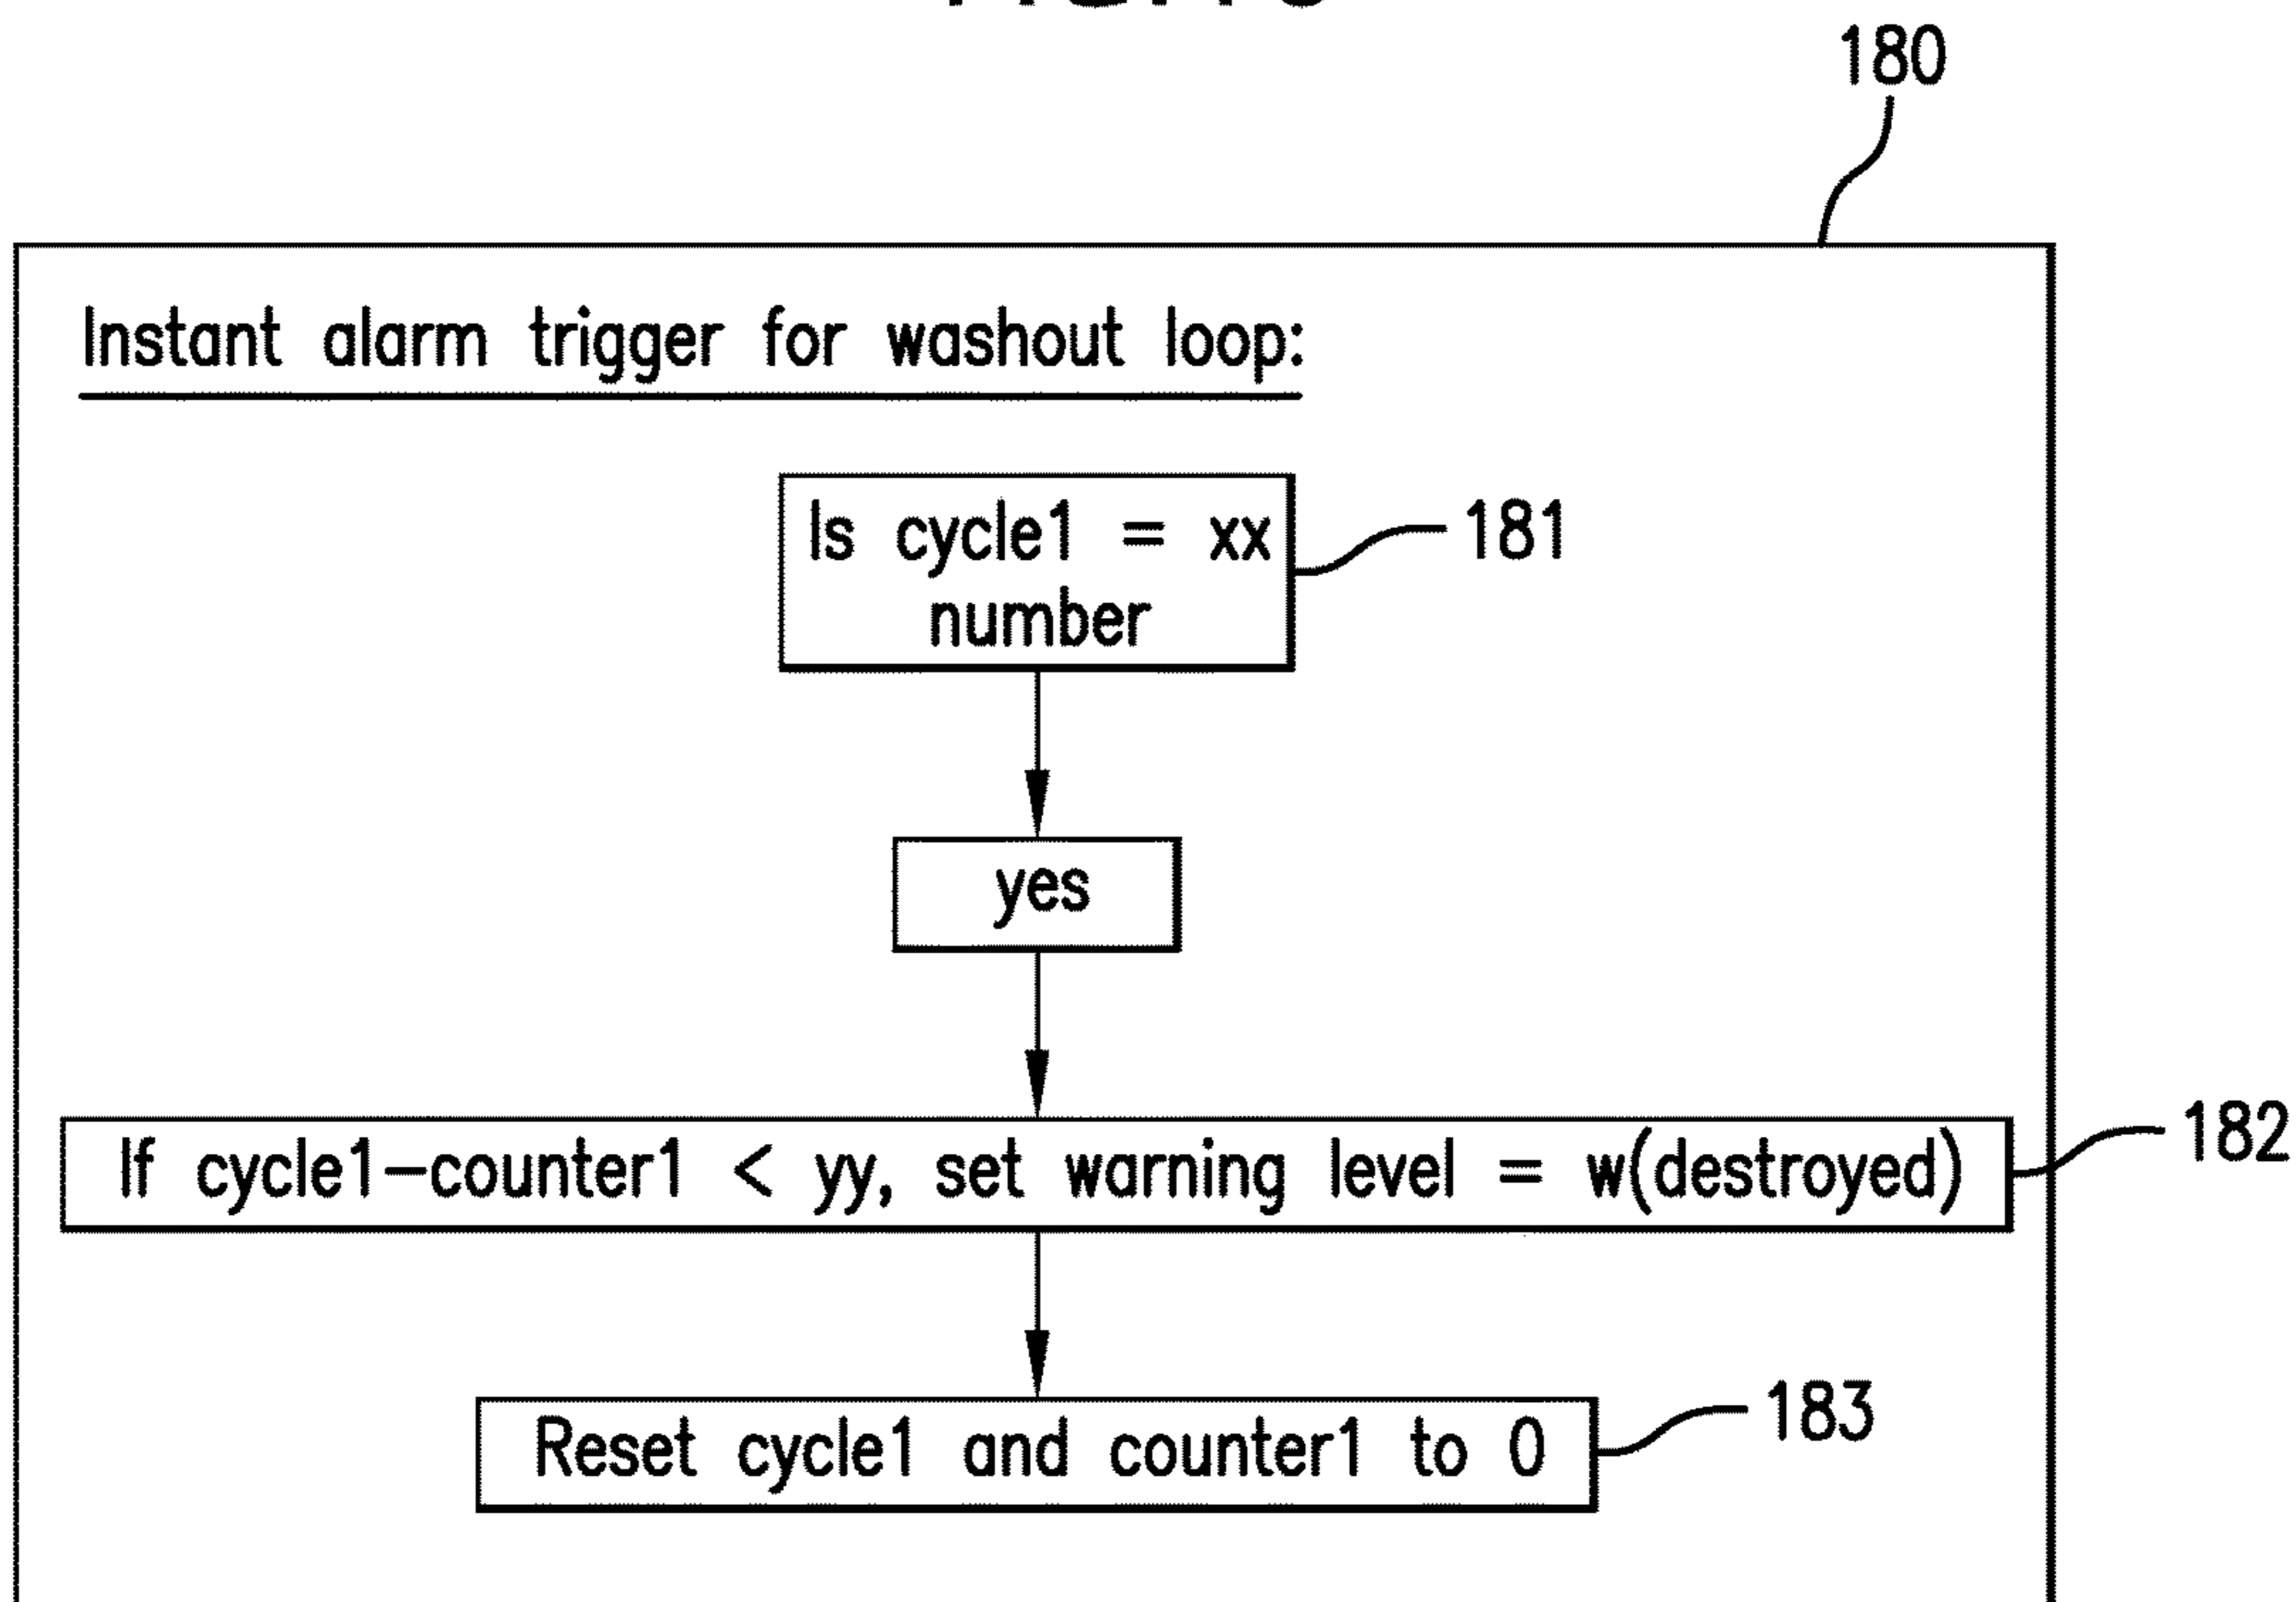 180
Instant alarm trigger for washout loop:
Is cycle1 = xx
number
181
yes
If cycle1-counter1 < yy, set warning level = w(destroyed)
182
Reset cycle1 and counter1 to 0
183